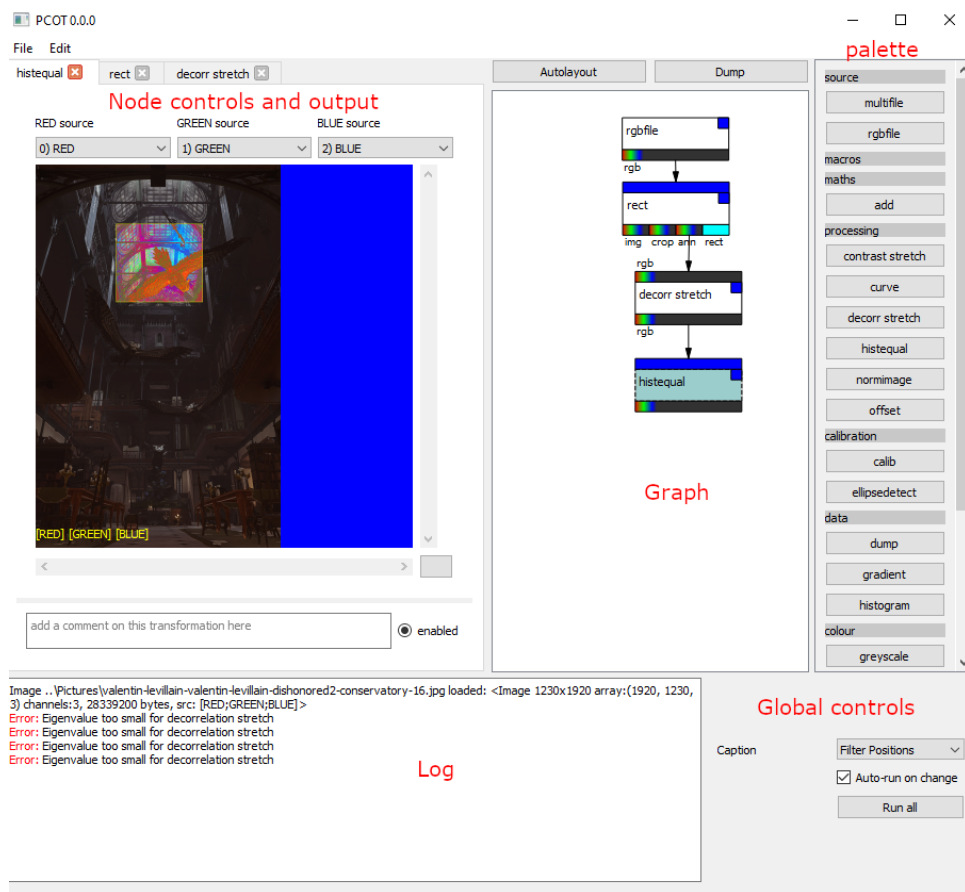 PCOT 0.0.0
File Edit
histequal rect decorr stretch
Node controls and output
RED source GREEN source BLUE source
0) RED 1) GREEN 2) BLUE
[RED] [GREEN] [BLUE]
add a comment on this transformation here
enabled
Autolayout Dump
rgbfile
rgb
rect
img crop ann rect
rgb
decorr stretch
rgb
histequal
Graph
palette
source
multifile
rgbfile
macros
maths
add
processing
contrast stretch
curve
decorr stretch
histequal
normimage
offset
calibration
calib
ellipsedetect
data
dump
gradient
histogram
colour
greyscale
Image ..\Pictures\valentin-levillain-valentin-levillain-dishonored2-conservatory-16.jpg loaded: <Image 1230x1920 array:(1920, 1230,
3) channels:3, 28339200 bytes, src: [RED;GREEN;BLUE]>
Error: Eigenvalue too small for decorrelation stretch
Error: Eigenvalue too small for decorrelation stretch
Error: Eigenvalue too small for decorrelation stretch
Error: Eigenvalue too small for decorrelation stretch
Log
Global controls
Caption Filter Positions
Auto-run on change
Run all